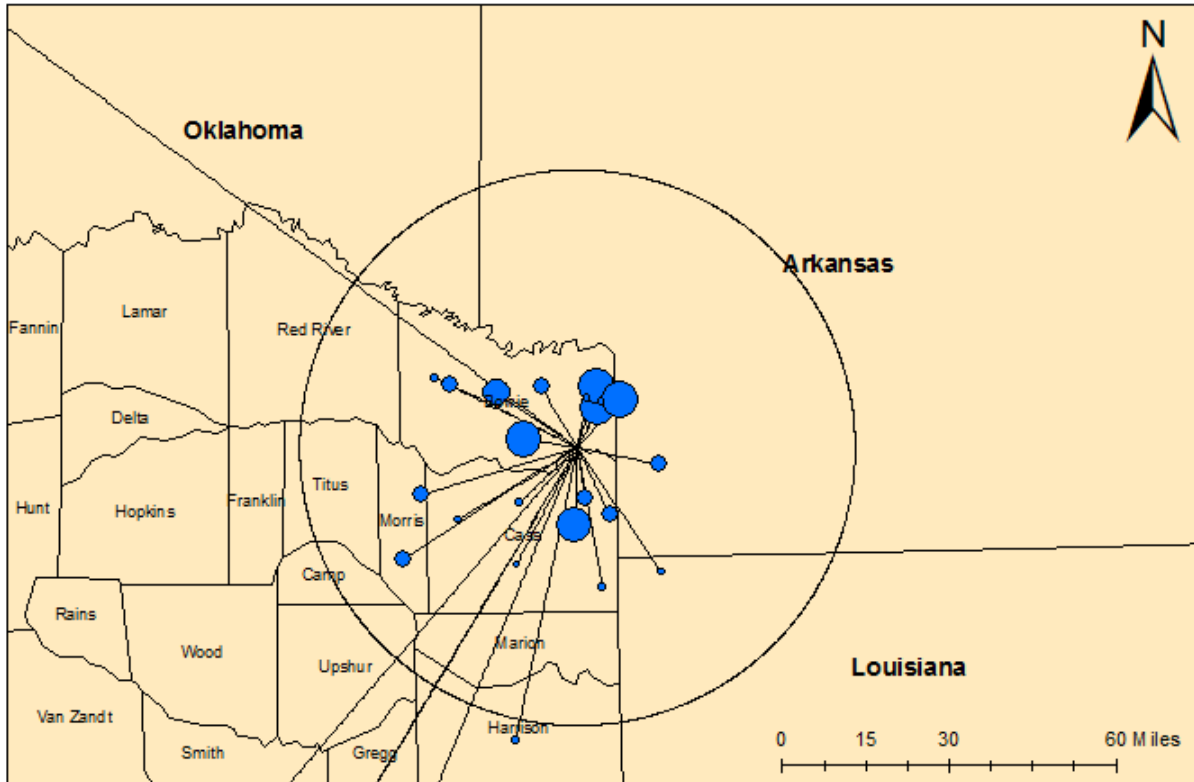 N
Oklahoma
Arkansas
Lamar
Fannin
Red River
Bowie
Delta
Titus
Franklin
Hunt
Hopkins
Morris
Cass
Camp
Rains
Wood
Marion
Upshur
Louisiana
Van Zandt
Harrison
Smith
Gregg
0 15 30 60 Miles